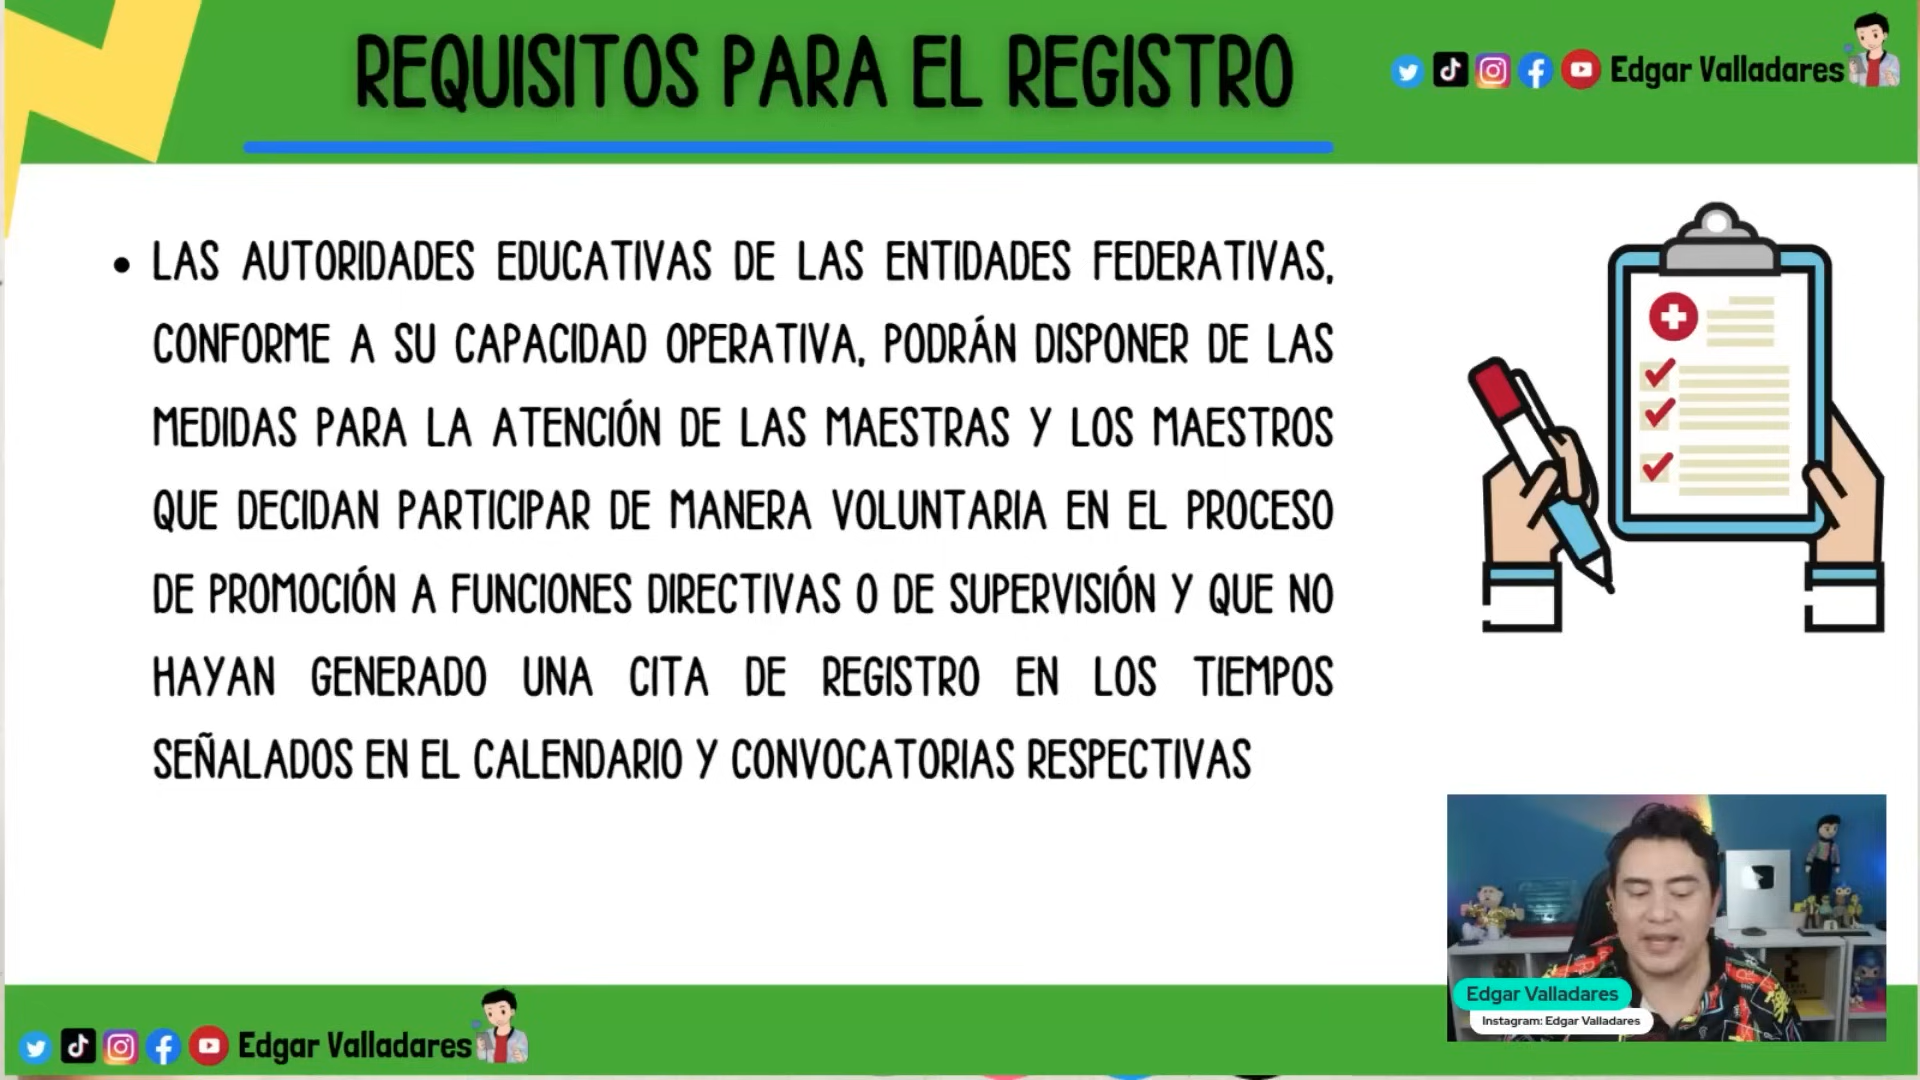 REQUISITOS PARA EL REGISTRO
Edgar Valladares
• LAS AUTORIDADES EDUCATIVAS DE LAS ENTIDADES FEDERATIVAS,
CONFORME A SU CAPACIDAD OPERATIVA, PODRÁN DISPONER DE LAS
MEDIDAS PARA LA ATENCIÓN DE LAS MAESTRAS Y LOS MAESTROS
QUE DECIDAN PARTICIPAR DE MANERA VOLUNTARIA EN EL PROCESO
DE PROMOCIÓN A FUNCIONES DIRECTIVAS O DE SUPERVISIÓN Y QUE NO
HAYAN GENERADO UNA CITA DE REGISTRO EN LOS TIEMPOS
SEÑALADOS EN EL CALENDARIO Y CONVOCATORIAS RESPECTIVAS
Edgar Valladares
Instagram: Edgar Valladares
Edgar Valladares